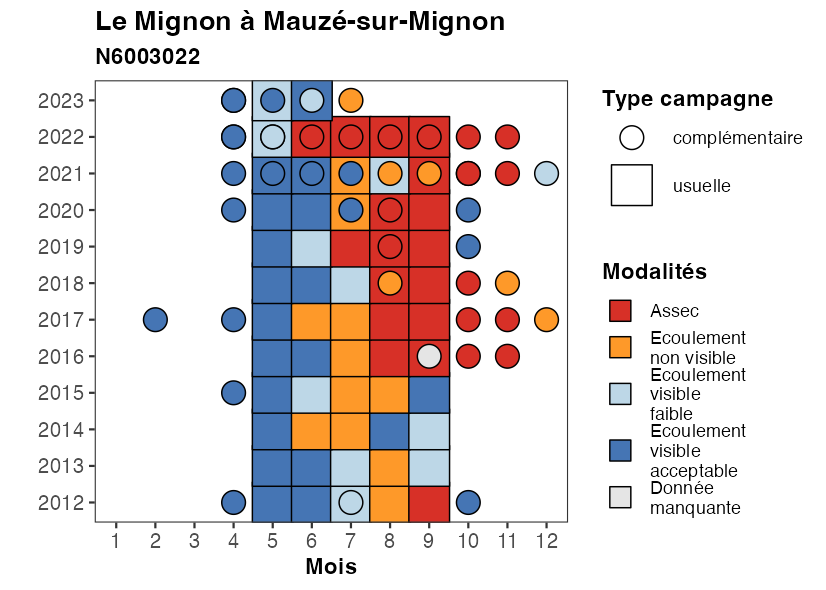 Le Mignon à Mauzé-sur-Mignon
N6003022
2023
2022
2021
2020
2019
2018
2017
2016
2015
2014
2013
2012
1 2 3 4 5 6 7 8 9 10 11 12
Mois
Type campagne
complémentaire
usuelle
Modalités
Assec
Ecoulement
non visible
Ecoulement
visible
faible
Ecoulement
visible
acceptable
Donnée
manquante